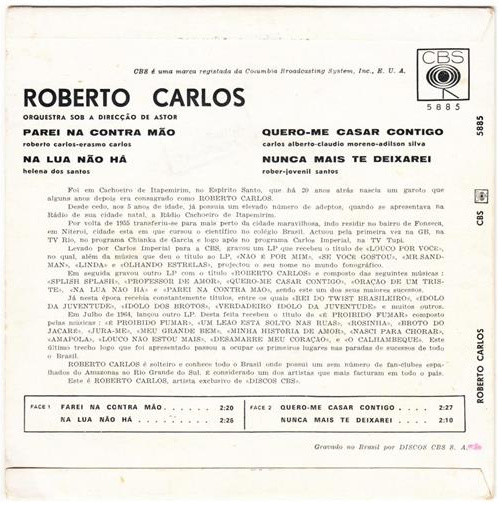 CBS é uma marca registada da Columbia Broadcasting System, Inc., E. U. A.
CBS
5885
ROBERTO CARLOS
ORQUESTRA SOB A DIRECÇÃO DE ASTOR
PAREI NA CONTRA MÃO
roberto carlos-erasmo carlos
NA LUA NÃO HÁ
helena dos santos
QUERO-ME CASAR CONTIGO
carlos alberto-claudio moreno-adilson silva
NUNCA MAIS TE DEIXAREI
rober-jovenil santos
Foi em Cachoeiro de Itapemirim, no Espírito Santo, que há 20 anos atrás nascia um garoto que
alguns anos depois era consagrado como ROBERTO CARLOS.
Desde cedo, nos 5 anos de idade, já possuia um elevado número de adeptos, quando se apresentava na
Rádio de sua cidade natal, a Rádio Cachoeiro de Itapemirim.
Por volta de 1955 transferiu-se para mais perto da cidade maravilhosa, indo residir no bairro de Fonseca,
em Niteroi, cidade esta em que cursou o científico no colégio Brasil. Actuou pela primeira vez na GB, na
TV Rio, no programa Chianka de Garcia e logo após no programa Carlos Imperial, na TV Tupi.
Levado por Carlos Imperial para a CBS, gravou um LP que recebeu o título de «LOUCO POR VOCÊ»,
no qual, além da música que deu o título ao LP, «NÃO É POR MIM», «SE VOCÊ GOSTOU», «MR. SAND-
MAN», «LINDA» e «OLHANDO ESTRELAS», projectou o seu nome no mundo fonográfico.
Em seguida gravou outro LP com o título «ROBERTO CARLOS» e composto das seguintes músicas:
«SPLISH SPLASH», «PROFESSOR DE AMOR», «QUERO-ME CASAR CONTIGO», «ORAÇÃO DE UM TRIS-
TE», «NA LUA NÃO HÁ» e «PAREI NA CONTRA MÃO», sendo este um dos seus maiores sucessos.
Já nesta época recebia constantemente títulos, entre os quais «REI DO TWIST BRASILEIRO», «IDOLO
DA JUVENTUDE» e «TROVADOR DOS BROTOS» «VERDADEIRO IDOLO DA JUVENTUDE» e muitos outros.
Em Julho de 1964, lançou outro LP. Desta feita recebeu o título de «É PROIBIDO FUMAR» composto
pelas músicas: «É PROIBIDO FUMAR», «UM LEÃO ESTA SOLTO NAS RUAS», «ROSINHA», «BROTO DO
JACARÉ», «JURA-ME», «MEU GRANDE BEM», «MINHA HISTORIA DE AMOR», «NASCI PARA CHORAR»,
«AMAPOLA», «LOUCO NÃO ESTOU MAIS», «DESAMARRE MEU CORAÇÃO», e «O CALHAMBEQUE». Este
último trecho logo que foi apresentado passou a ocupar os primeiros lugares nas paradas de sucesso de todo
o Brasil.
ROBERTO CARLOS é solteiro e conhece todo o Brasil onde possui um sem número de fan-clubes espa-
lhados do Amazonas ao Rio Grande do Sul. É considerado um dos artistas que mais facturam em todo o país.
Este é ROBERTO CARLOS, artista exclusivo de «DISCOS CBS».
FACE 1 PAREI NA CONTRA MÃO . . . . . . 2:20
NA LUA NÃO HÁ . . . . . . . . 2:25
FACE 2 QUERO-ME CASAR CONTIGO . . . . 2:27
NUNCA MAIS TE DEIXAREI . . . . 2:10
Gravado no Brasil por DISCOS CBS S. A.
5885
CBS
ROBERTO CARLOS